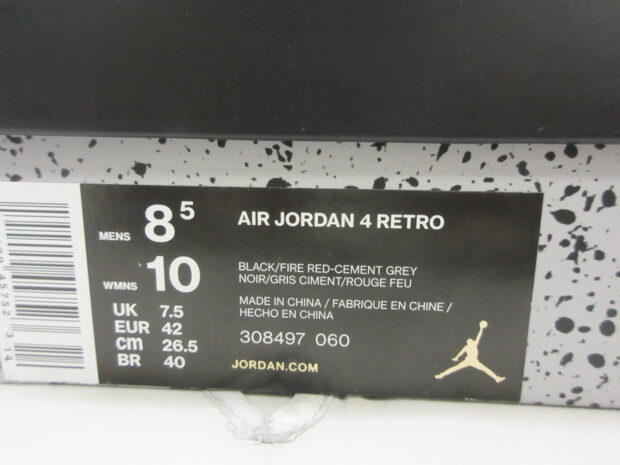 MENS 8 5
WMNS 10
UK 7.5
EUR 42
cm 26.5
BR 40
AIR JORDAN 4 RETRO
BLACK/FIRE RED-CEMENT GREY
NOIR/GRIS CIMENT/ROUGE FEU
MADE IN CHINA / FABRIQUE EN CHINE /
HECHO EN CHINA
308497 060
JORDAN.COM